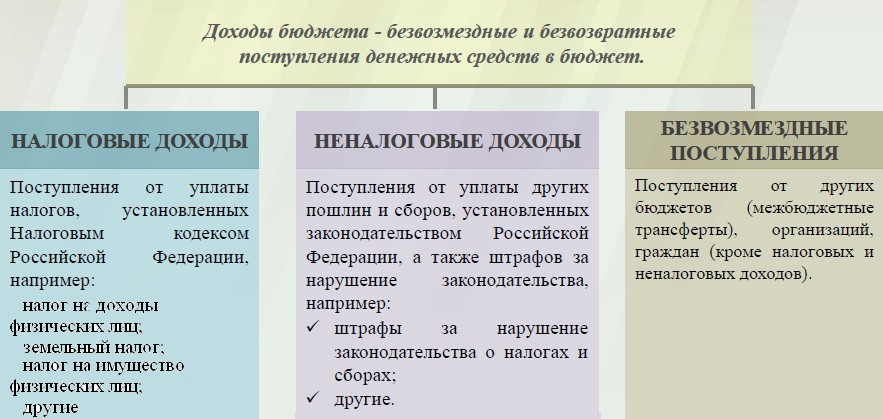 Доходы бюджета - безвозмездные и безвозвратные
поступления денежных средств в бюджет.
НАЛОГОВЫЕ ДОХОДЫ
Поступления от уплаты
налогов, установленных
Налоговым кодексом
Российской Федерации,
например:
налог на доходы
физических лиц;
земельный налог;
налог на имущество
физических лиц;
другие
НЕНАЛОГОВЫЕ ДОХОДЫ
Поступления от уплаты других
пошлин и сборов, установленных
законодательством Российской
Федерации, а также штрафов за
нарушение законодательства,
например:
✓ штрафы за нарушение
законодательства о налогах и
сборах;
✓ другие.
БЕЗВОЗМЕЗДНЫЕ
ПОСТУПЛЕНИЯ
Поступления от других
бюджетов (межбюджетные
трансферты), организаций,
граждан (кроме налоговых и
неналоговых доходов).